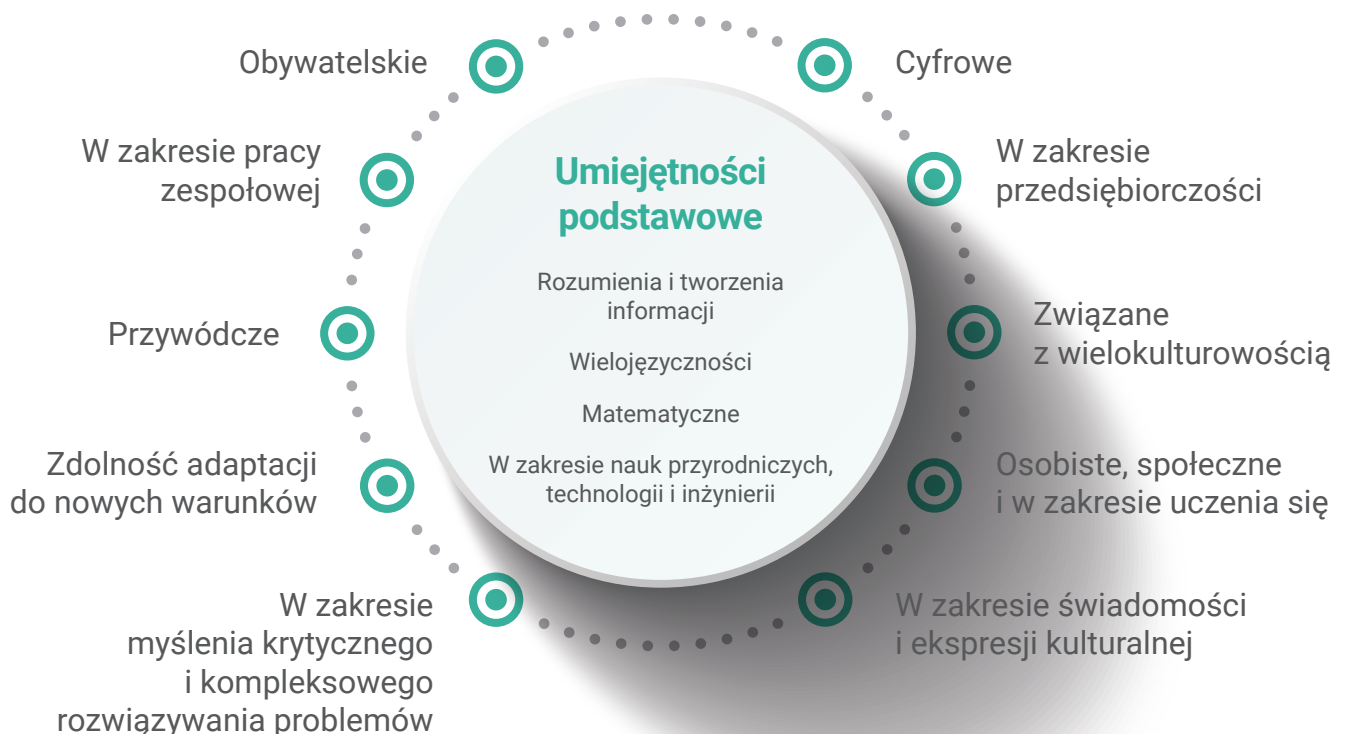 Obywatelskie
Cyfrowe
W zakresie pracy
zespołowej
W zakresie
przedsiębiorczości
Umiejętności
podstawowe
Rozumienia i tworzenia
informacji
Wielojęzyczności
Matematyczne
W zakresie nauk przyrodniczych,
technologii i inżynierii
Przywódcze
Związane
z wielokulturowością
Zdolność adaptacji
do nowych warunków
Osobiste, społeczne
i w zakresie uczenia się
W zakresie
myślenia krytycznego
i kompleksowego
rozwiązywania problemów
W zakresie świadomości
i ekspresji kulturalnej